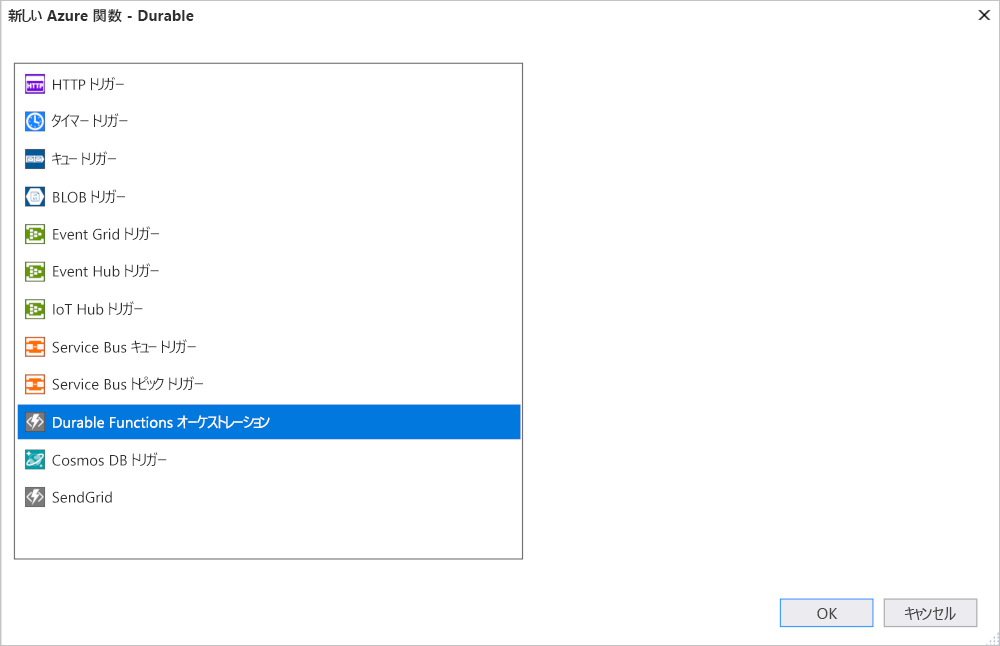 新しい Azure 関数 - Durable
HTTP トリガー
タイマー トリガー
キュー トリガー
BLOB トリガー
Event Grid トリガー
Event Hub トリガー
IoT Hub トリガー
Service Bus キュー トリガー
Service Bus トピック トリガー
Durable Functions オーケストレーション
Cosmos DB トリガー
SendGrid
OK
キャンセル